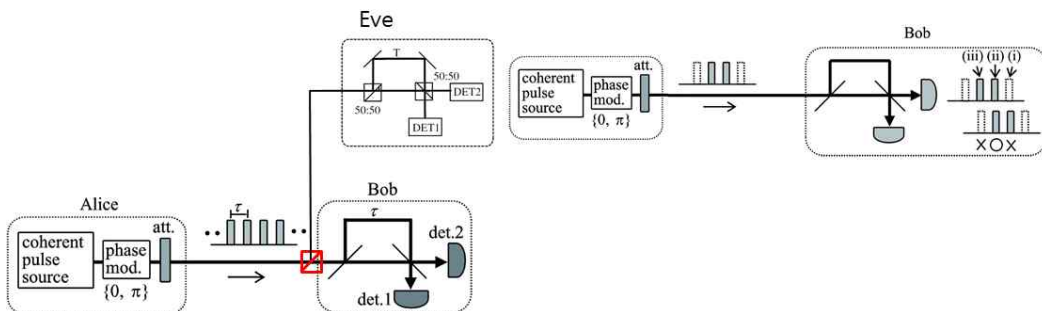 Eve
T
50:50
50:50
DET2
DET1
Alice
coherent
pulse
source
phase
mod.
{0, π}
att.
τ
Bob
τ
det.2
det.1
coherent
pulse
source
phase
mod.
{0, π}
att.
Bob
(iii) (ii) (i)
X O X